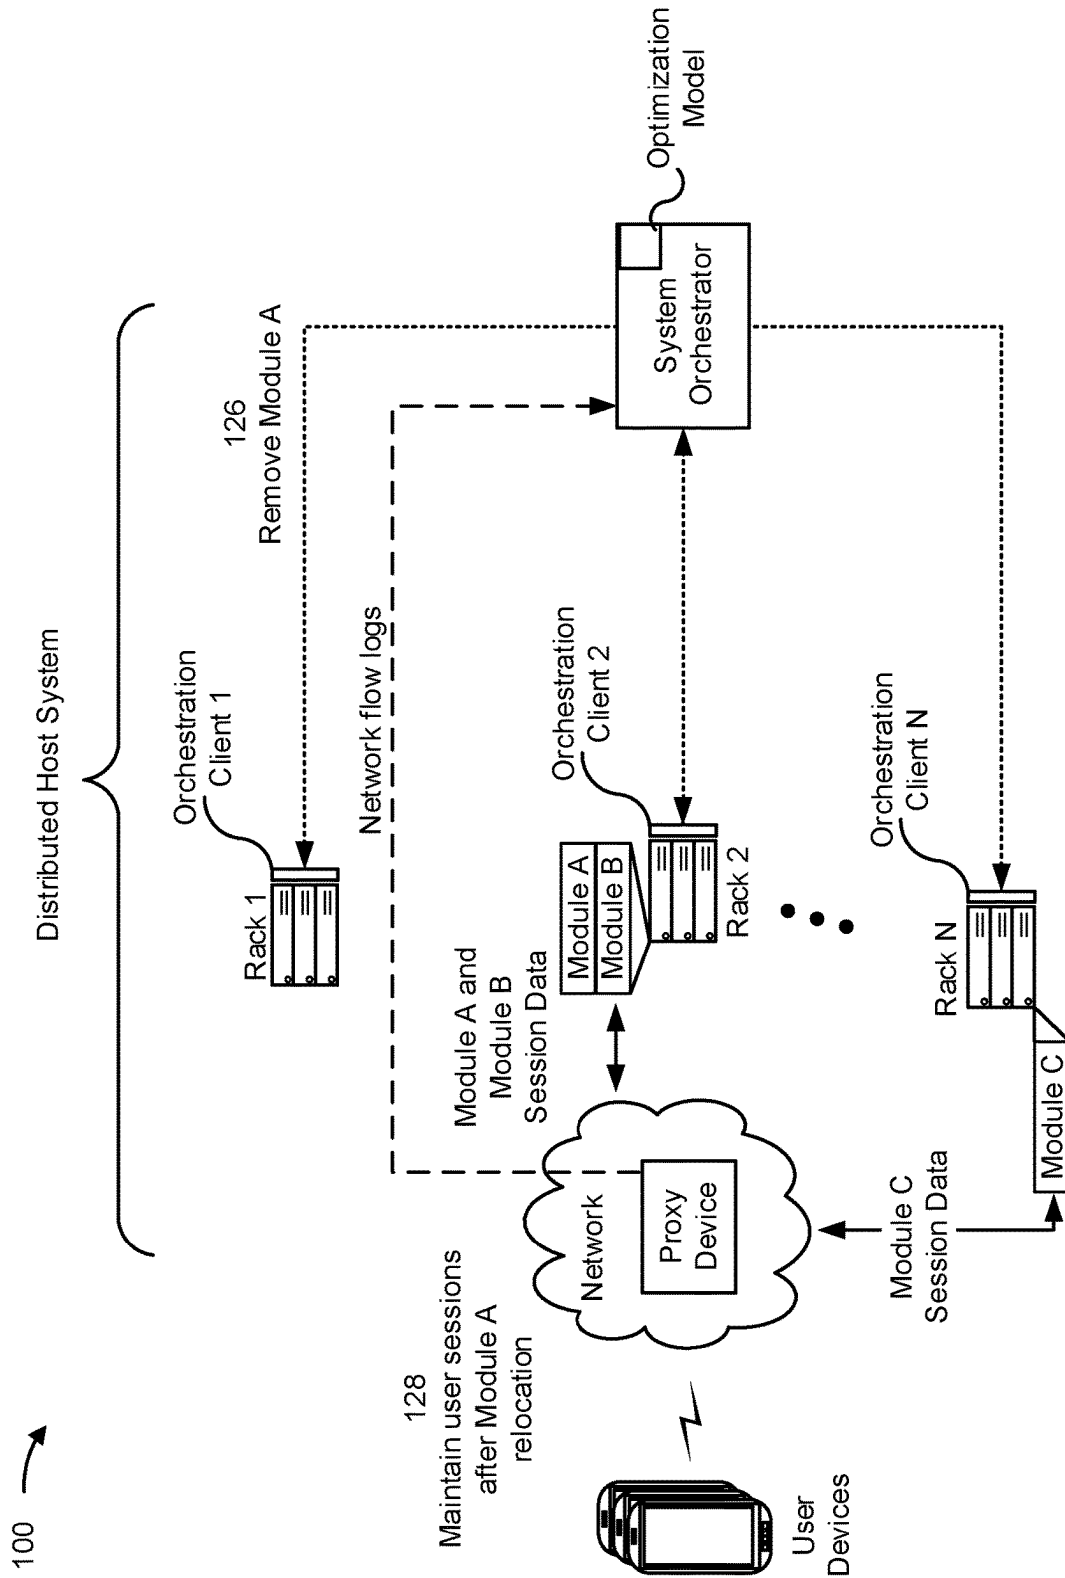 100
Distributed Host System
126
Remove Module A
Orchestration
Client 1
Rack 1
Network flow logs
128
Maintain user sessions
after Module A
relocation
Module A and
Module B
Session Data
Module A
Module B
Orchestration
Client 2
Rack 2
Network
Proxy
Device
System
Orchestrator
Optimization
Model
User
Devices
Module C
Session Data
Module C
Rack N
Orchestration
Client N